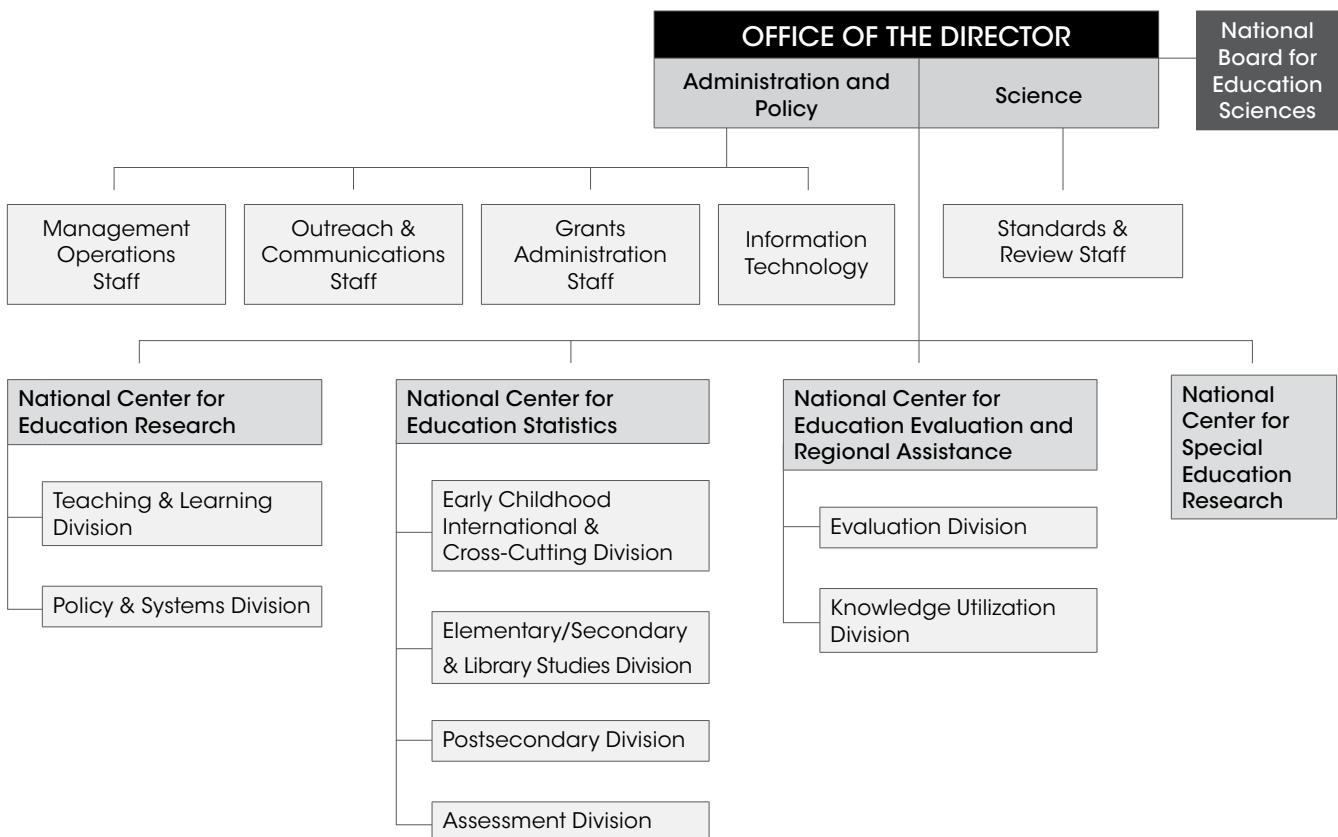 OFFICE OF THE DIRECTOR
Administration and
Policy
Science
National
Board for
Education
Sciences
Management
Operations
Staff
Outreach &
Communications
Staff
Grants
Administration
Staff
Information
Technology
Standards &
Review Staff
National Center for
Education Research
Teaching & Learning
Division
Policy & Systems Division
National Center for
Education Statistics
Early Childhood
International &
Cross-Cutting Division
Elementary/Secondary
& Library Studies Division
Postsecondary Division
Assessment Division
National Center for
Education Evaluation and
Regional Assistance
Evaluation Division
Knowledge Utilization
Division
National
Center for
Special
Education
Research